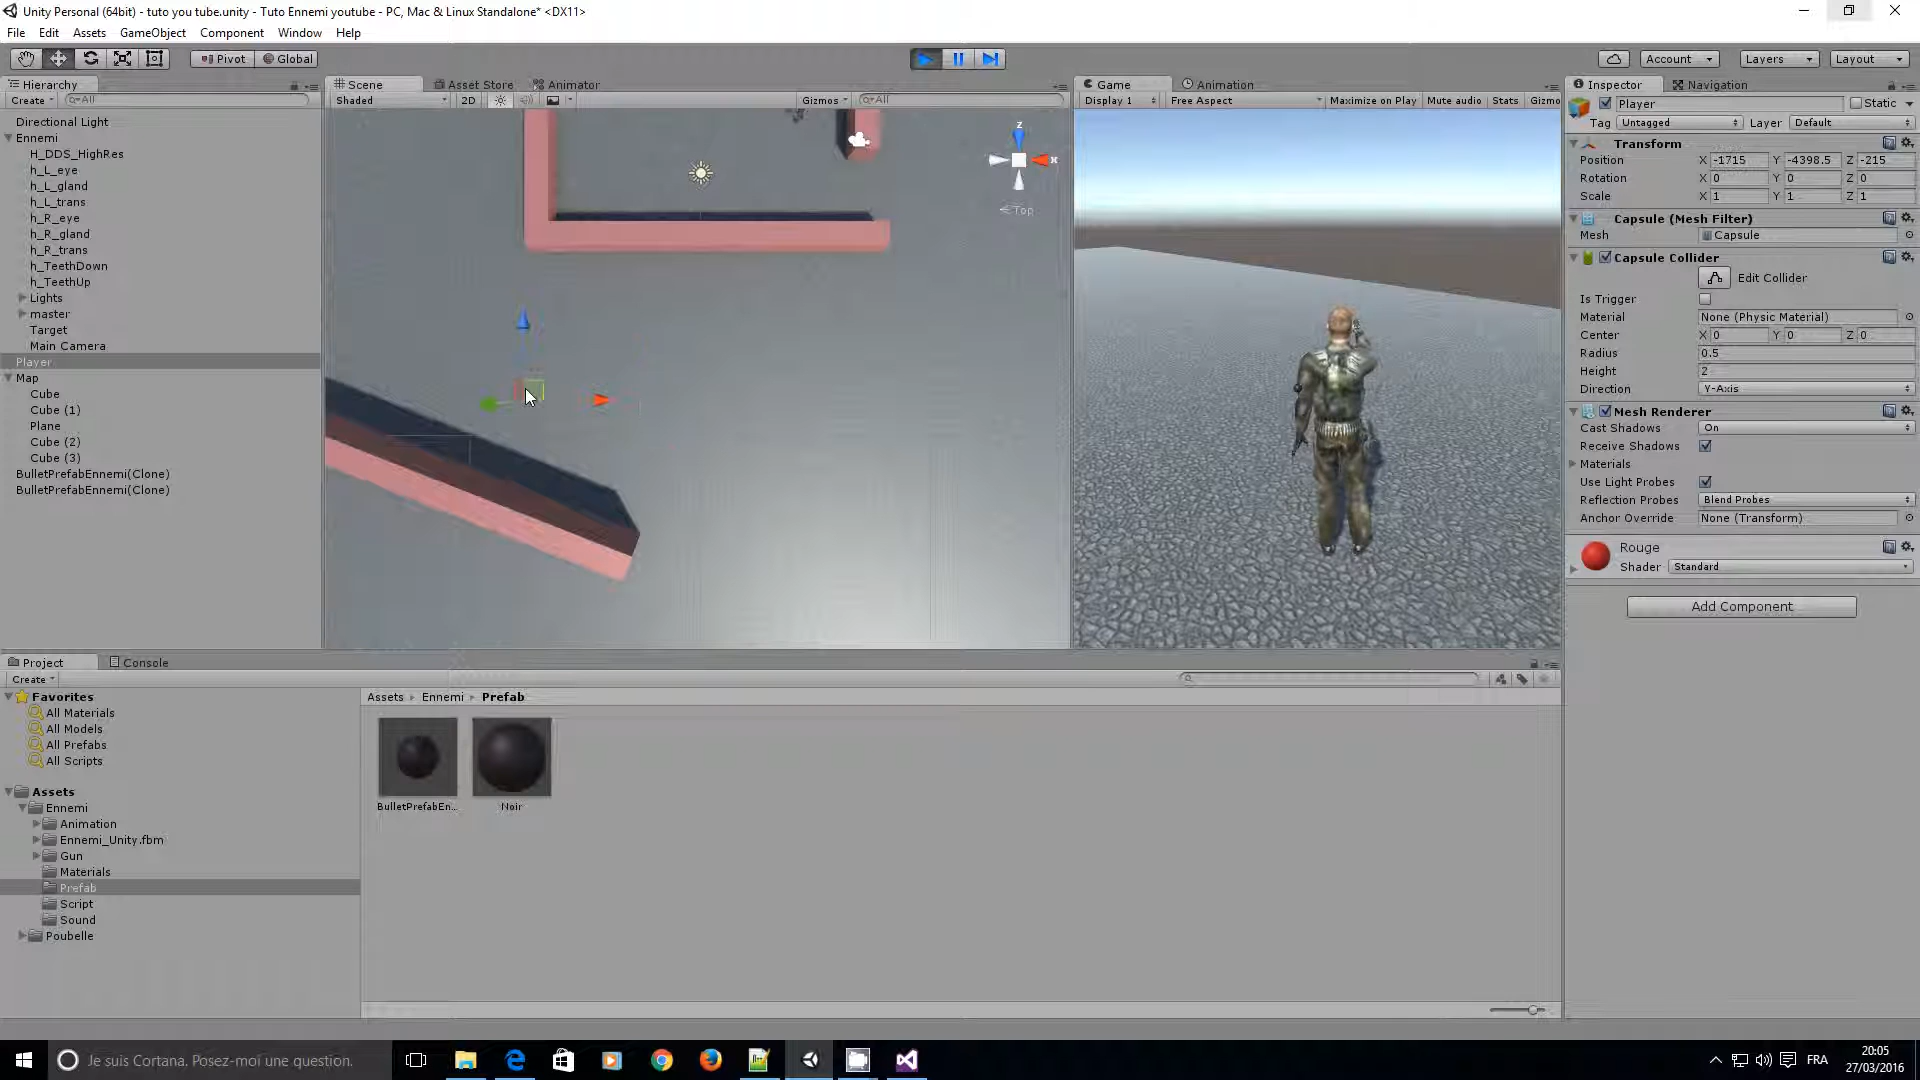 Unity Personal (64bit) - tuto you tube.unity - Tuto Ennemi youtube - PC, Mac & Linux Standalone* <DX11>
File Edit Assets GameObject Component Window Help
Pivot Global Account Layers Layout
Hierarchy
Create All
Directional Light
Ennemi
H_DDS_HighRes
h_L_eye
h_L_gland
h_L_trans
h_R_eye
h_R_gland
h_R_trans
h_TeethDown
h_TeethUp
Lights
master
Target
Main Camera
Player
Map
Cube
Cube (1)
Plane
Cube (2)
Cube (3)
BulletPrefabEnnemi(Clone)
BulletPrefabEnnemi(Clone)
Scene Asset Store Animator
Shaded 2D Gizmos All
z
x
Top
Game Animation
Display 1 Free Aspect Maximize on Play Mute audio Stats Gizmo
Inspector Navigation
Player Static
Tag Untagged Layer Default
Transform
Position X -1715 Y -4398.5 Z -215
Rotation X 0 Y 0 Z 0
Scale X 1 Y 1 Z 1
Capsule (Mesh Filter)
Mesh Capsule
Capsule Collider
Edit Collider
Is Trigger
Material None (Physic Material)
Center X 0 Y 0 Z 0
Radius 0.5
Height 2
Direction Y-Axis
Mesh Renderer
Cast Shadows On
Receive Shadows
Materials
Use Light Probes
Reflection Probes Blend Probes
Anchor Override None (Transform)
Rouge
Shader Standard
Add Component
Project Console
Create
Favorites
All Materials
All Models
All Prefabs
All Scripts
Assets
Ennemi
Animation
Ennemi_Unity.fbm
Gun
Materials
Prefab
Script
Sound
Poubelle
Assets Ennemi Prefab
BulletPrefabEn... Noir
Je suis Cortana. Posez-moi une question.
FRA
20:05
27/03/2016